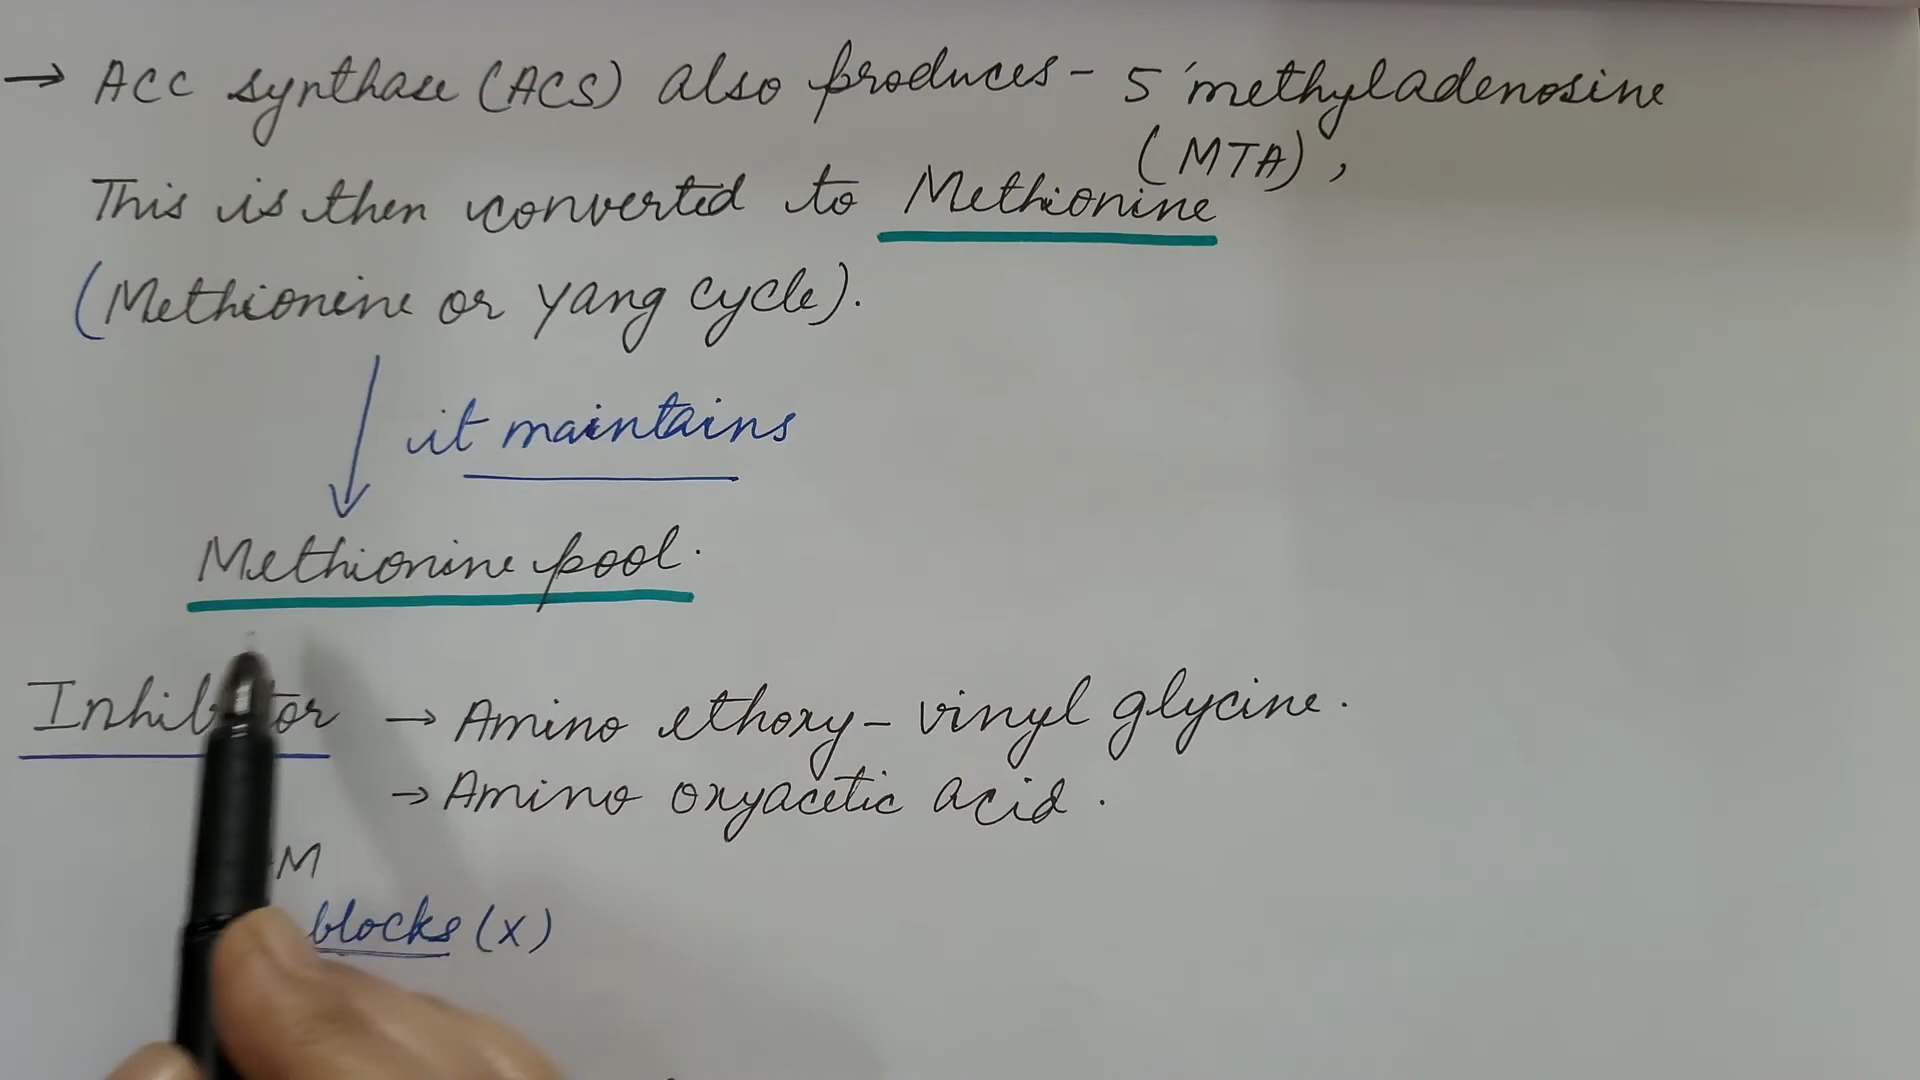 → ACC synthase (ACS) also produces - 5'methyladenosine
(MTA),
This is then converted to Methionine
(Methionine or yang cycle).
it maintains
Methionine pool.
Inhibitor → Amino ethoxy - vinyl glycine.
→ Amino oxyacetic acid.
blocks (x)